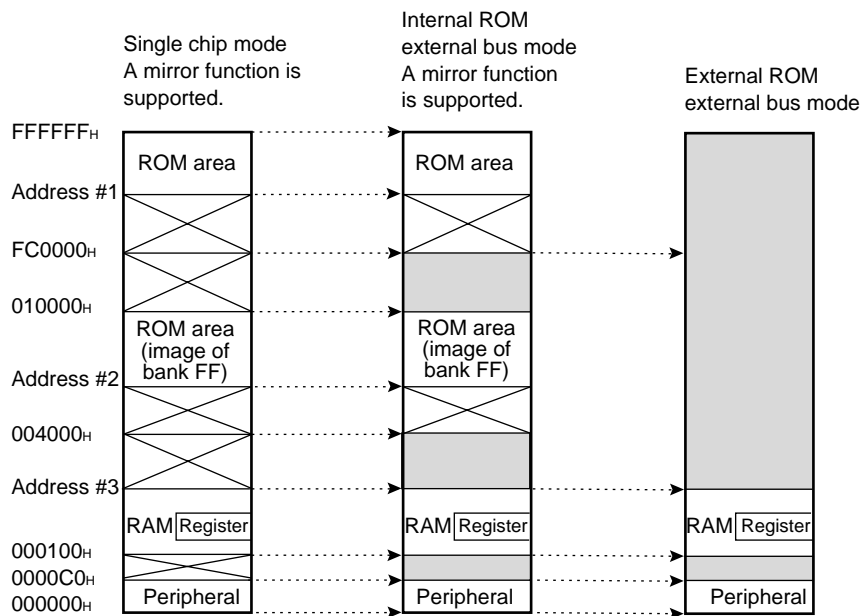 Single chip mode
A mirror function is
supported.
Internal ROM
external bus mode
A mirror function
is supported.
External ROM
external bus mode
FFFFFFH
ROM area
ROM area
Address #1
FC0000H
010000H
ROM area
(image of
bank FF)
ROM area
(image of
bank FF)
Address #2
004000H
Address #3
RAM Register
RAM Register
RAM Register
000100H
0000C0H
Peripheral
Peripheral
Peripheral
000000H